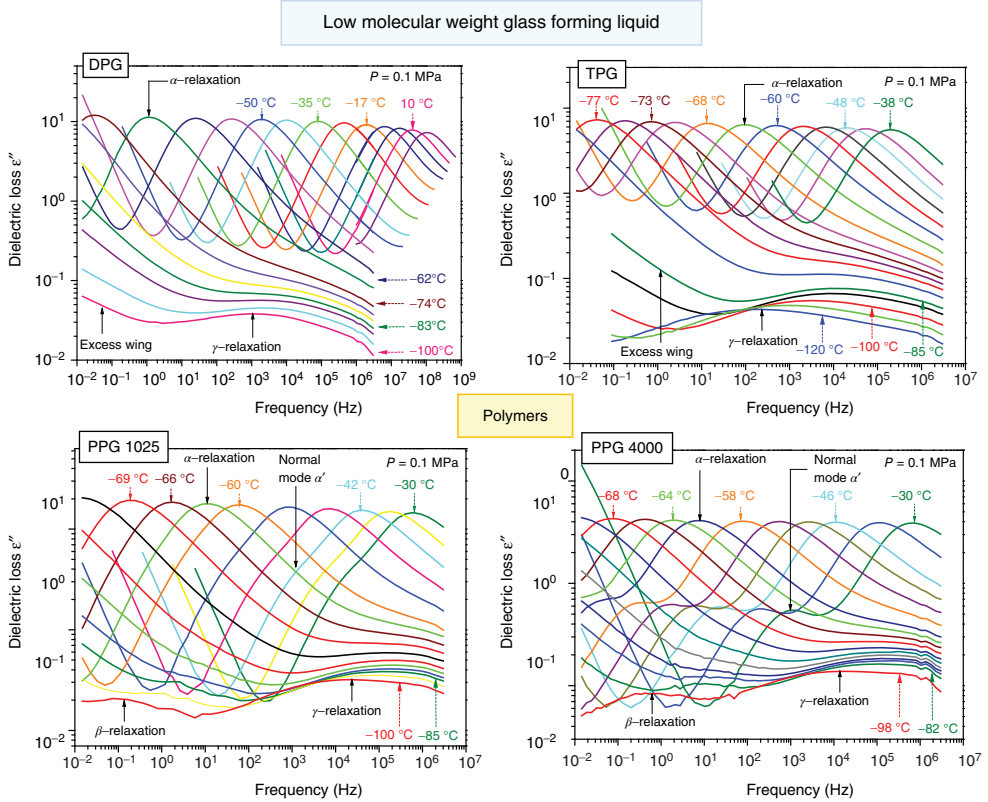 Low molecular weight glass forming liquid
DPG
α–relaxation
P = 0.1 MPa
–50 °C
–35 °C
–17 °C
10 °C
Dielectric loss ε″
10¹
10⁰
10⁻¹
10⁻²
–62°C
–74°C
–83°C
–100°C
Excess wing
γ–relaxation
10⁻² 10⁻¹ 10⁰ 10¹ 10² 10³ 10⁴ 10⁵ 10⁶ 10⁷ 10⁸ 10⁹
Frequency (Hz)
TPG
α–relaxation
P = 0.1 MPa
–77 °C
–73 °C
–68 °C
–60 °C
–48 °C
–38 °C
Dielectric loss ε″
10¹
10⁰
10⁻¹
10⁻²
Excess wing
γ–relaxation
–120 °C
–100 °C
–85 °C
10⁻² 10⁻¹ 10⁰ 10¹ 10² 10³ 10⁴ 10⁵ 10⁶ 10⁷
Frequency (Hz)
Polymers
PPG 1025
α–relaxation
Normal
mode α′
P = 0.1 MPa
–69 °C
–66 °C
–60 °C
–42 °C
–30 °C
Dielectric loss ε″
10¹
10⁰
10⁻¹
10⁻²
β–relaxation
γ–relaxation
–100 °C
–85 °C
10⁻² 10⁻¹ 10⁰ 10¹ 10² 10³ 10⁴ 10⁵ 10⁶ 10⁷
Frequency (Hz)
PPG 4000
α–relaxation
Normal
mode α′
P = 0.1 MPa
0
–68 °C
–64 °C
–58 °C
–46 °C
–30 °C
Dielectric loss ε″
10¹
10⁰
10⁻¹
10⁻²
β–relaxation
γ–relaxation
–98 °C
–82 °C
10⁻² 10⁻¹ 10⁰ 10¹ 10² 10³ 10⁴ 10⁵ 10⁶ 10⁷
Frequency (Hz)